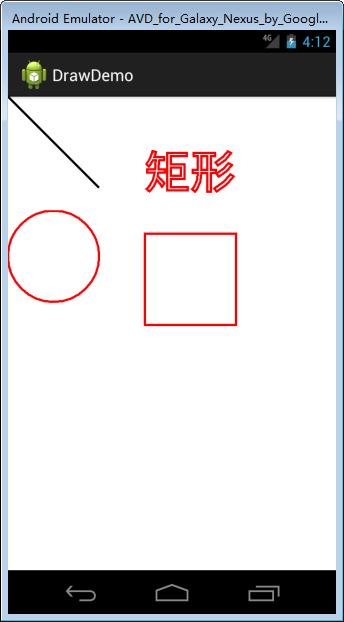 Android Emulator - AVD_for_Galaxy_Nexus_by_Googl...
4G 4:12
DrawDemo
矩形